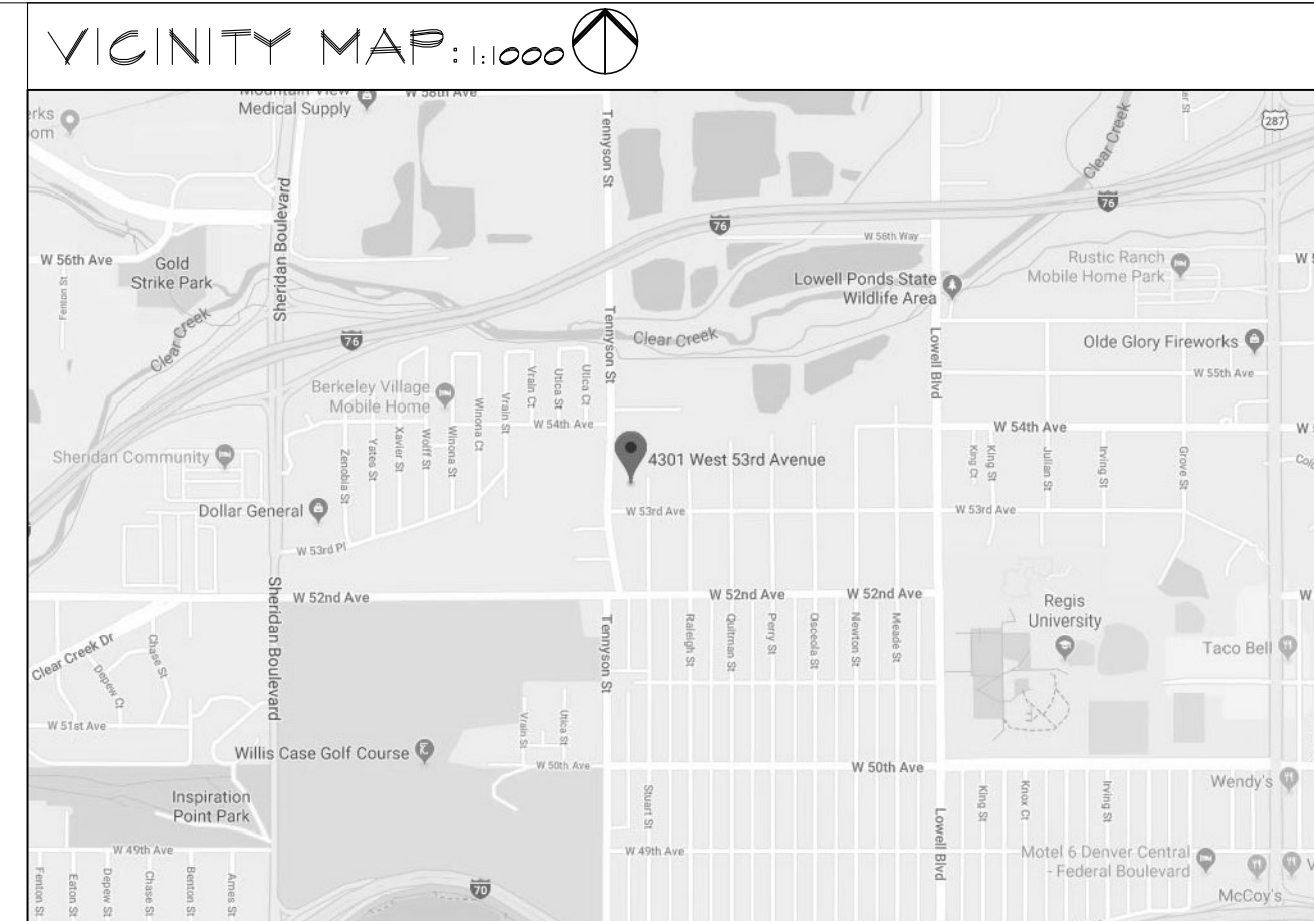 VICINITY MAP: 1:1000
Mountain View
Medical Supply
W 58th Ave
Tennyson St
Clear Creek
287
76
76
W 56th Way
W 56th Ave
Gold
Strike Park
Sheridan Boulevard
Fenton St
Clear Creek
Rustic Ranch
Mobile Home Park
Lowell Ponds State
Wildlife Area
Tennyson St
Clear Creek
76
Lowell Blvd
Olde Glory Fireworks
W 55th Ave
Berkeley Village
Mobile Home
Vrain Ct
Utica St
Utica Ct
Winona Ct
Vrain St
W 54th Ave
W 54th Ave
Zenobia St
Yates St
Xavier St
Wolff St
Winona St
Sheridan Community
4301 West 53rd Avenue
King Ct
King St
Julian St
Irving St
Grove St
Dollar General
W 53rd Ave
W 53rd Ave
W 53rd Pl
Sheridan Boulevard
W 52nd Ave
W 52nd Ave
W 52nd Ave
Regis
University
Tennyson St
Raleigh St
Quitman St
Perry St
Osceola St
Newton St
Meade St
Taco Bell
Clear Creek Dr
Chase St
Depew Ct
W 51st Ave
Vrain St
Utica St
Willis Case Golf Course
W 50th Ave
W 50th Ave
Wendy's
Inspiration
Point Park
Stuart St
King St
Knox Ct
Irving St
Lowell Blvd
W 49th Ave
W 49th Ave
Motel 6 Denver Central
- Federal Boulevard
Fenton St
Eaton St
Depew St
Chase St
Benton St
Ames St
70
McCoy's